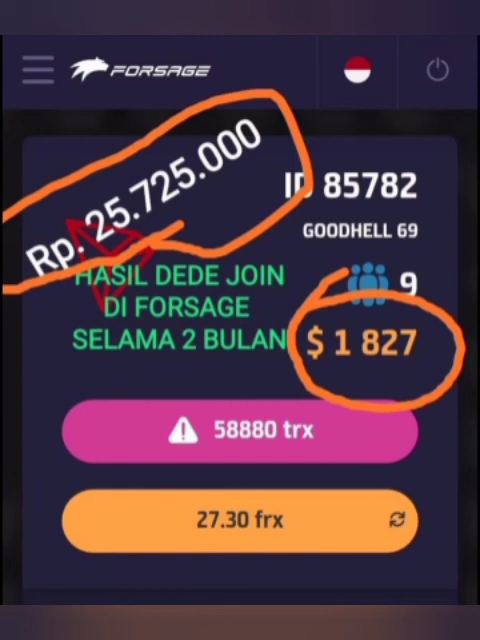 FORSAGE
Rp. 25.725.000
ID 85782
GOODHELL 69
9
HASIL DEDE JOIN
DI FORSAGE
SELAMA 2 BULAN
$ 1 827
58880 trx
27.30 frx